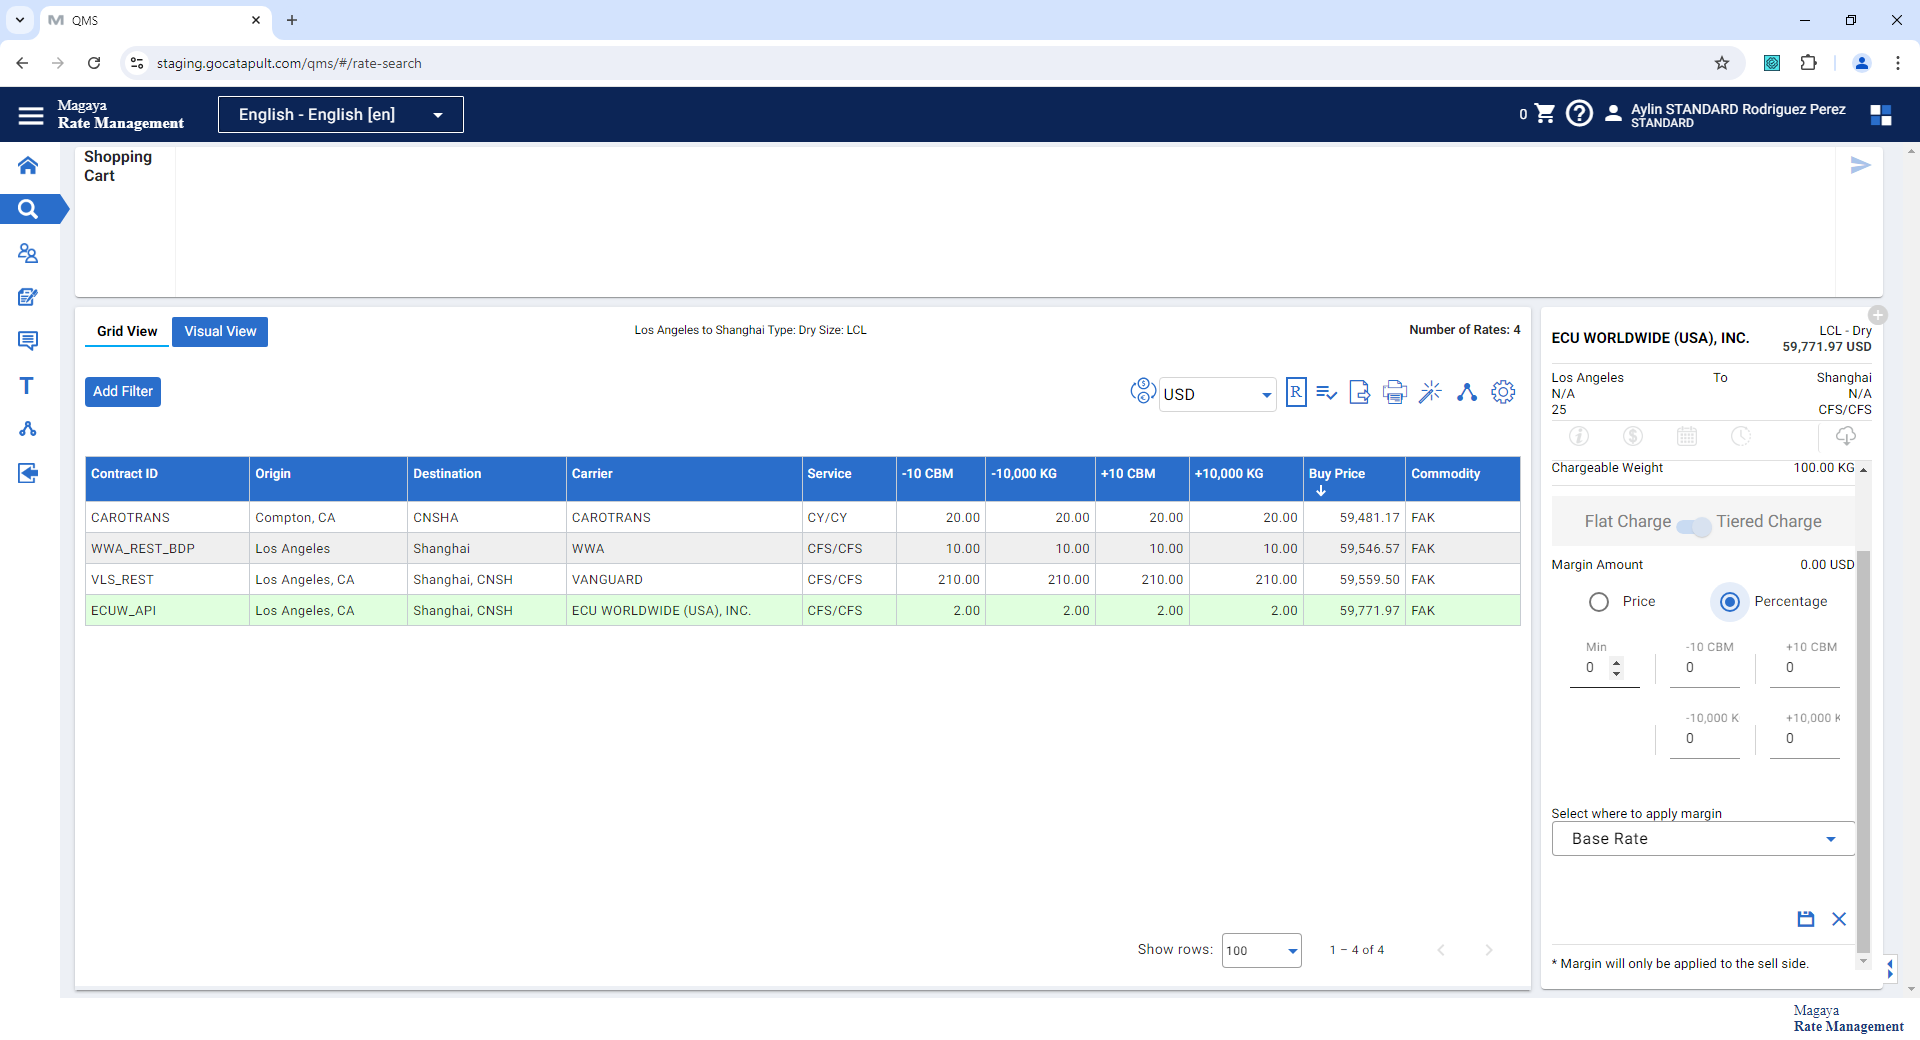 QMS
staging.gocatapult.com/qms/#/rate-search
Magaya
Rate Management
English - English [en]
0
Aylin STANDARD Rodriguez Perez
STANDARD
Shopping
Cart
Grid View
Visual View
Los Angeles to Shanghai Type: Dry Size: LCL
Number of Rates: 4
Add Filter
USD
R
Contract ID Origin Destination Carrier Service -10 CBM -10,000 KG +10 CBM +10,000 KG Buy Price Commodity
CAROTRANS Compton, CA CNSHA CAROTRANS CY/CY 20.00 20.00 20.00 20.00 59,481.17 FAK
WWA_REST_BDP Los Angeles Shanghai WWA CFS/CFS 10.00 10.00 10.00 10.00 59,546.57 FAK
VLS_REST Los Angeles, CA Shanghai, CNSH VANGUARD CFS/CFS 210.00 210.00 210.00 210.00 59,559.50 FAK
ECUW_API Los Angeles, CA Shanghai, CNSH ECU WORLDWIDE (USA), INC. CFS/CFS 2.00 2.00 2.00 2.00 59,771.97 FAK
Show rows: 100 1 – 4 of 4
ECU WORLDWIDE (USA), INC.
LCL - Dry
59,771.97 USD
Los Angeles To Shanghai
N/A N/A
25 CFS/CFS
Chargeable Weight 100.00 KG
Flat Charge Tiered Charge
Margin Amount 0.00 USD
Price Percentage
Min -10 CBM +10 CBM
0 0 0
-10,000 K +10,000 K
0 0
Select where to apply margin
Base Rate
* Margin will only be applied to the sell side.
Magaya
Rate Management